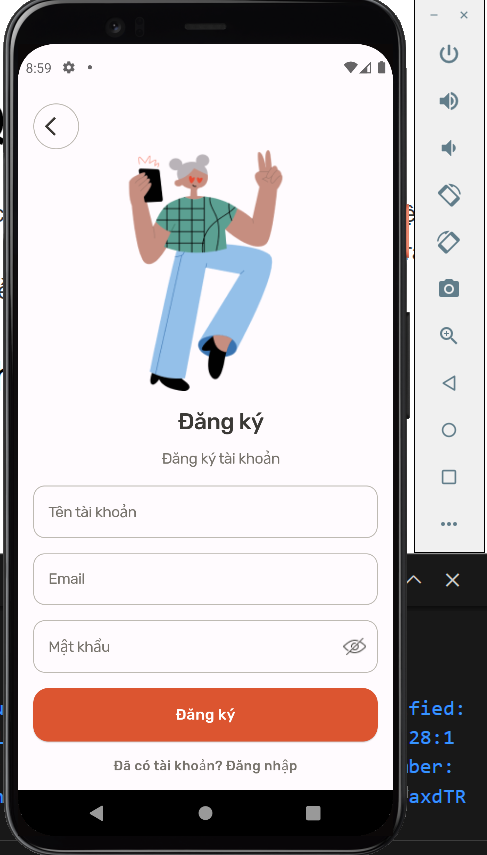 8:59
Đăng ký
Đăng ký tài khoản
Tên tài khoản
Email
Mật khẩu
Đăng ký
Đã có tài khoản? Đăng nhập
fied:
28:1
ber:
axdTR